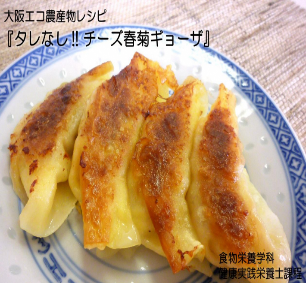 大阪エコ農産物レシピ
『タレなし!!チーズ春菊ギョーザ』
食物栄養学科
健康実践栄養士課程